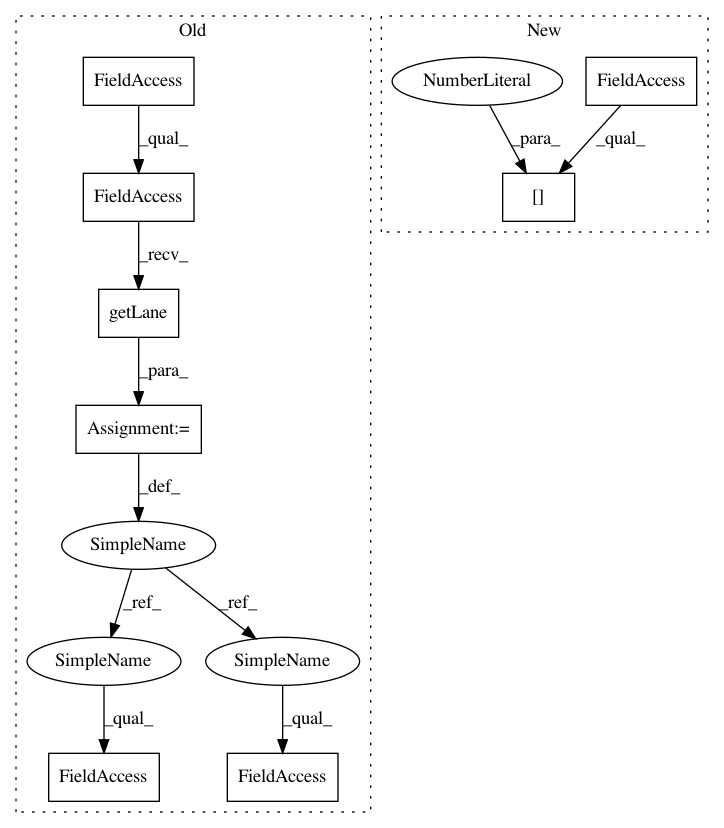 Old
FieldAccess
_qual_
FieldAccess
_recv_
getLane
_para_
Assignment:=
_def_
SimpleName
_ref_
_ref_
SimpleName
SimpleName
_qual_
_qual_
FieldAccess
FieldAccess
New
NumberLiteral
FieldAccess
_para_
_qual_
[]